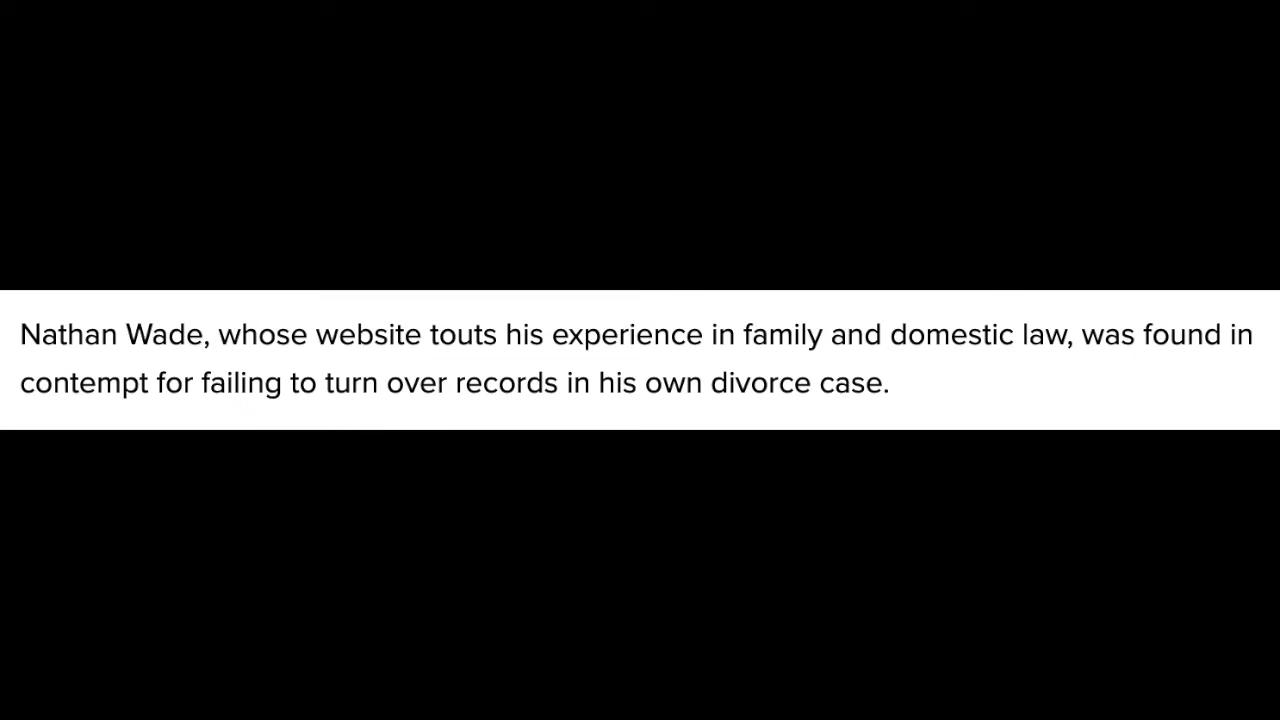 Nathan Wade, whose website touts his experience in family and domestic law, was found in
contempt for failing to turn over records in his own divorce case.